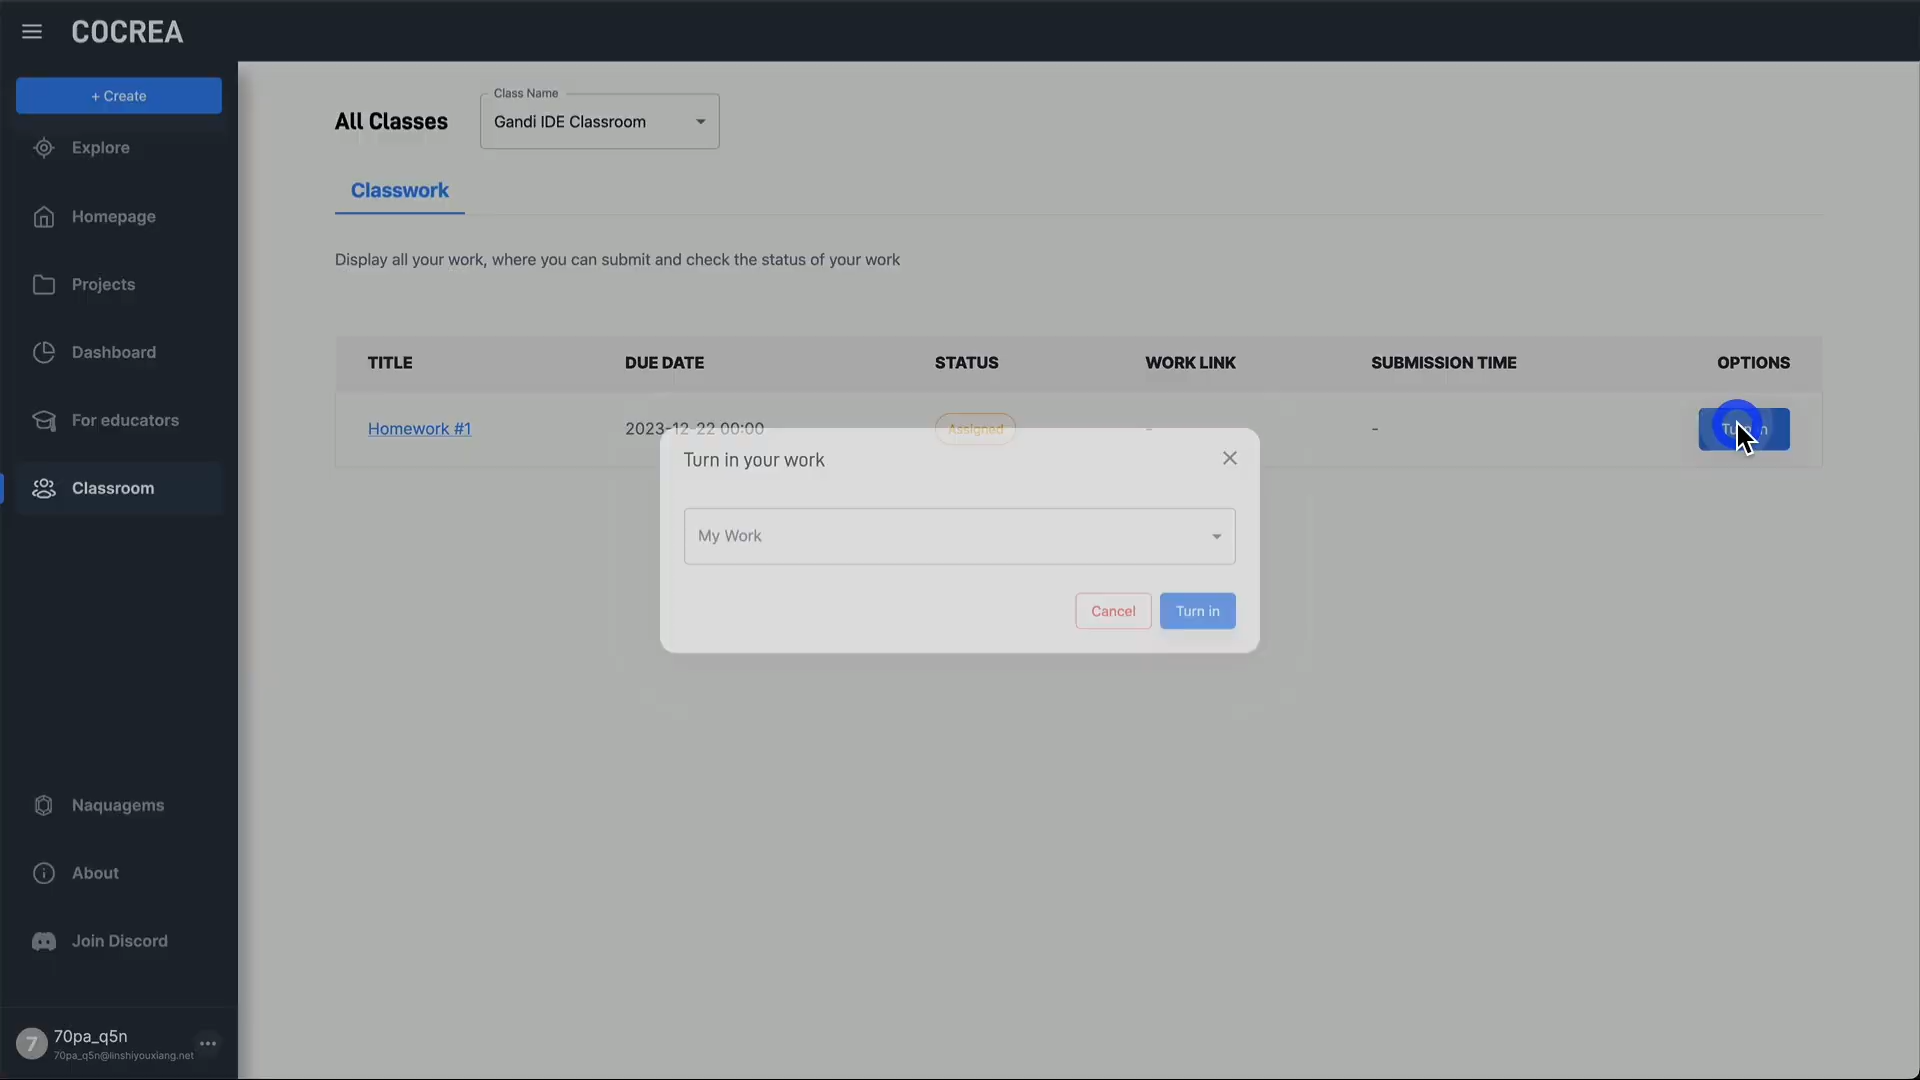 COCREA
+ Create
Explore
Homepage
Projects
Dashboard
For educators
Classroom
Naquagems
About
Join Discord
7
70pa_q5n
70pa_q5n@linshiyouxiang.net
All Classes
Class Name
Gandi IDE Classroom
Classwork
Display all your work, where you can submit and check the status of your work
TITLE DUE DATE STATUS WORK LINK SUBMISSION TIME OPTIONS
Homework #1 2023-12-22 00:00 Assigned - - Turn in
Turn in your work
My Work
Cancel Turn in